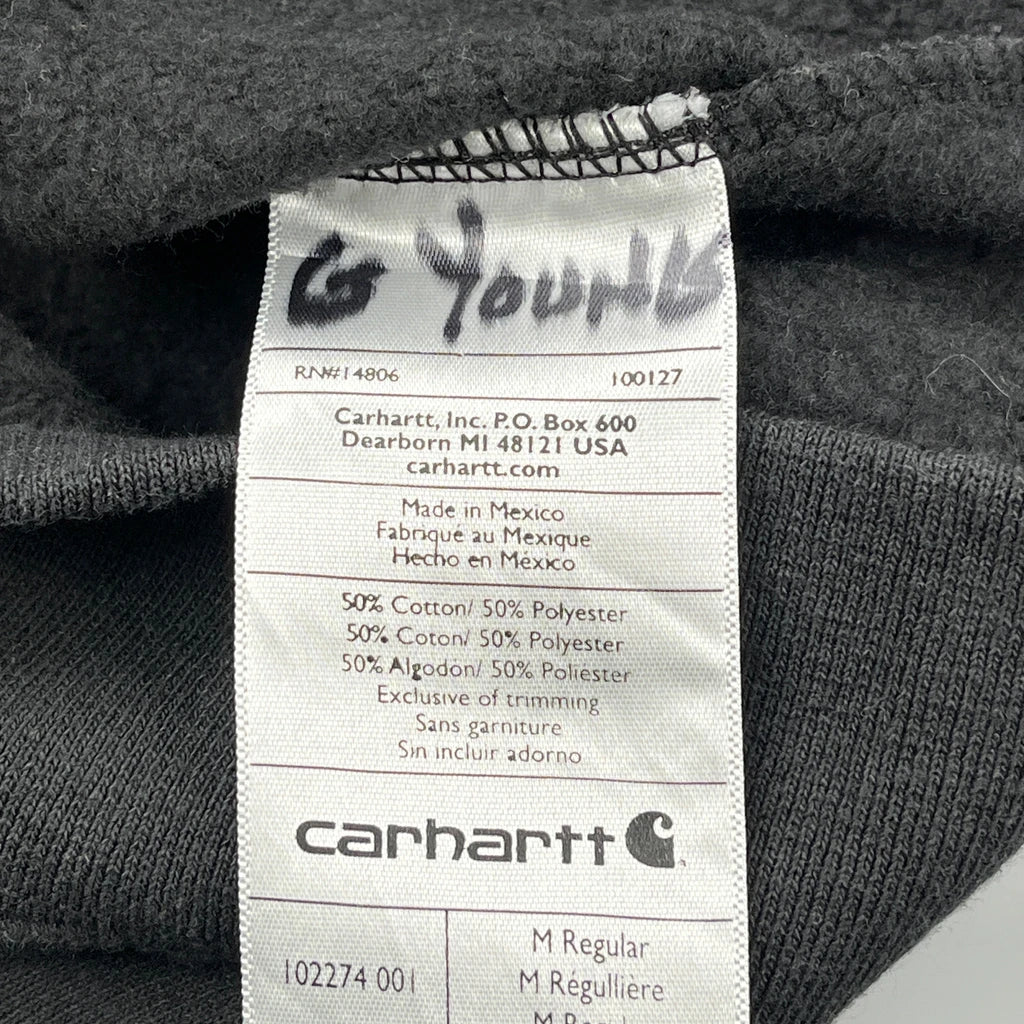 G YOUNG
RN#14806 100127
Carhartt, Inc. P.O. Box 600
Dearborn MI 48121 USA
carhartt.com
Made in Mexico
Fabriqué au Mexique
Hecho en México
50% Cotton/ 50% Polyester
50% Coton/ 50% Polyester
50% Algodon/ 50% Poliester
Exclusive of trimming
Sans garniture
Sin incluir adorno
carhartt
102274 001
M Regular
M Régullière